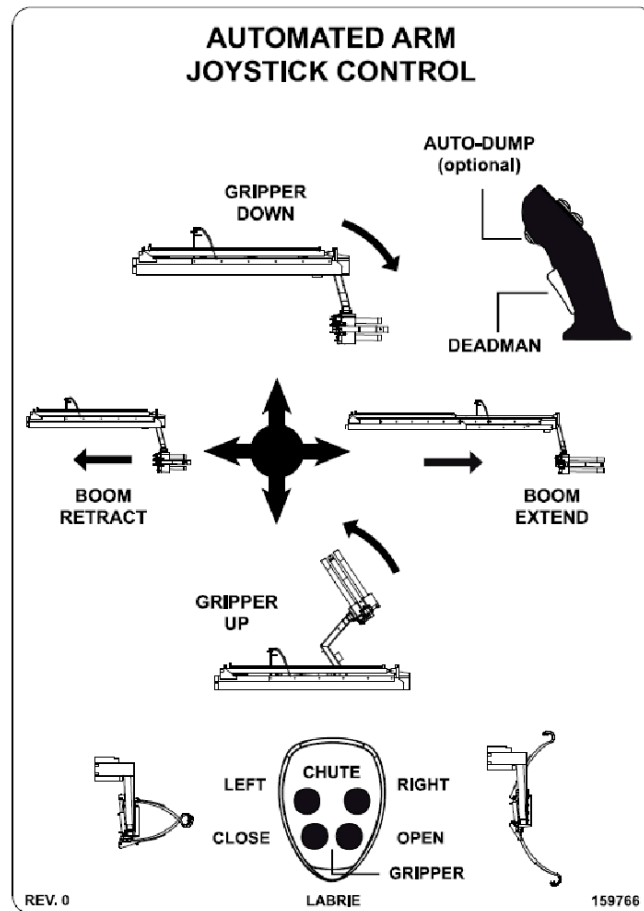 AUTOMATED ARM
JOYSTICK CONTROL
AUTO-DUMP
(optional)
GRIPPER
DOWN
DEADMAN
BOOM
RETRACT
BOOM
EXTEND
GRIPPER
UP
LEFT
CHUTE
RIGHT
CLOSE
OPEN
GRIPPER
REV. 0
LABRIE
159766